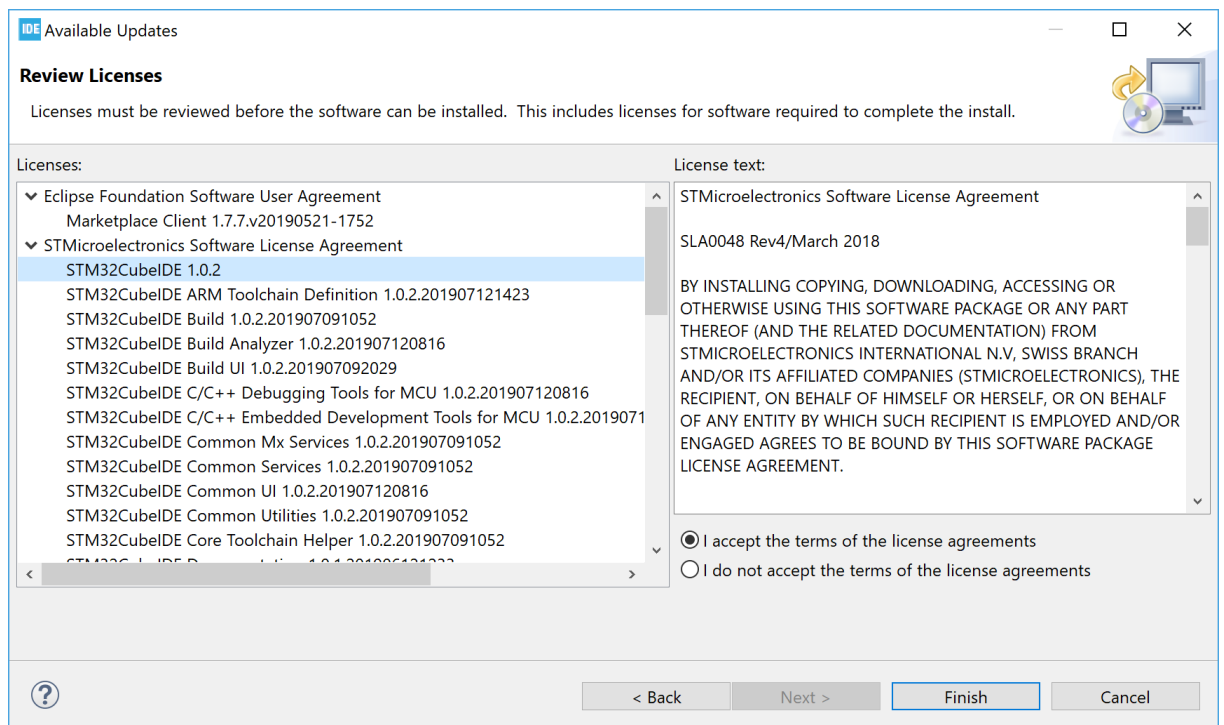 IDE Available Updates
Review Licenses
Licenses must be reviewed before the software can be installed.  This includes licenses for software required to complete the install.
Licenses:
Eclipse Foundation Software User Agreement
Marketplace Client 1.7.7.v20190521-1752
STMicroelectronics Software License Agreement
STM32CubeIDE 1.0.2
STM32CubeIDE ARM Toolchain Definition 1.0.2.201907121423
STM32CubeIDE Build 1.0.2.201907091052
STM32CubeIDE Build Analyzer 1.0.2.201907120816
STM32CubeIDE Build UI 1.0.2.201907092029
STM32CubeIDE C/C++ Debugging Tools for MCU 1.0.2.201907120816
STM32CubeIDE C/C++ Embedded Development Tools for MCU 1.0.2.2019071
STM32CubeIDE Common Mx Services 1.0.2.201907091052
STM32CubeIDE Common Services 1.0.2.201907091052
STM32CubeIDE Common UI 1.0.2.201907120816
STM32CubeIDE Common Utilities 1.0.2.201907091052
STM32CubeIDE Core Toolchain Helper 1.0.2.201907091052
License text:
STMicroelectronics Software License Agreement
SLA0048 Rev4/March 2018
BY INSTALLING COPYING, DOWNLOADING, ACCESSING OR
OTHERWISE USING THIS SOFTWARE PACKAGE OR ANY PART
THEREOF (AND THE RELATED DOCUMENTATION) FROM
STMICROELECTRONICS INTERNATIONAL N.V, SWISS BRANCH
AND/OR ITS AFFILIATED COMPANIES (STMICROELECTRONICS), THE
RECIPIENT, ON BEHALF OF HIMSELF OR HERSELF, OR ON BEHALF
OF ANY ENTITY BY WHICH SUCH RECIPIENT IS EMPLOYED AND/OR
ENGAGED AGREES TO BE BOUND BY THIS SOFTWARE PACKAGE
LICENSE AGREEMENT.
I accept the terms of the license agreements
I do not accept the terms of the license agreements
? < Back Next > Finish Cancel